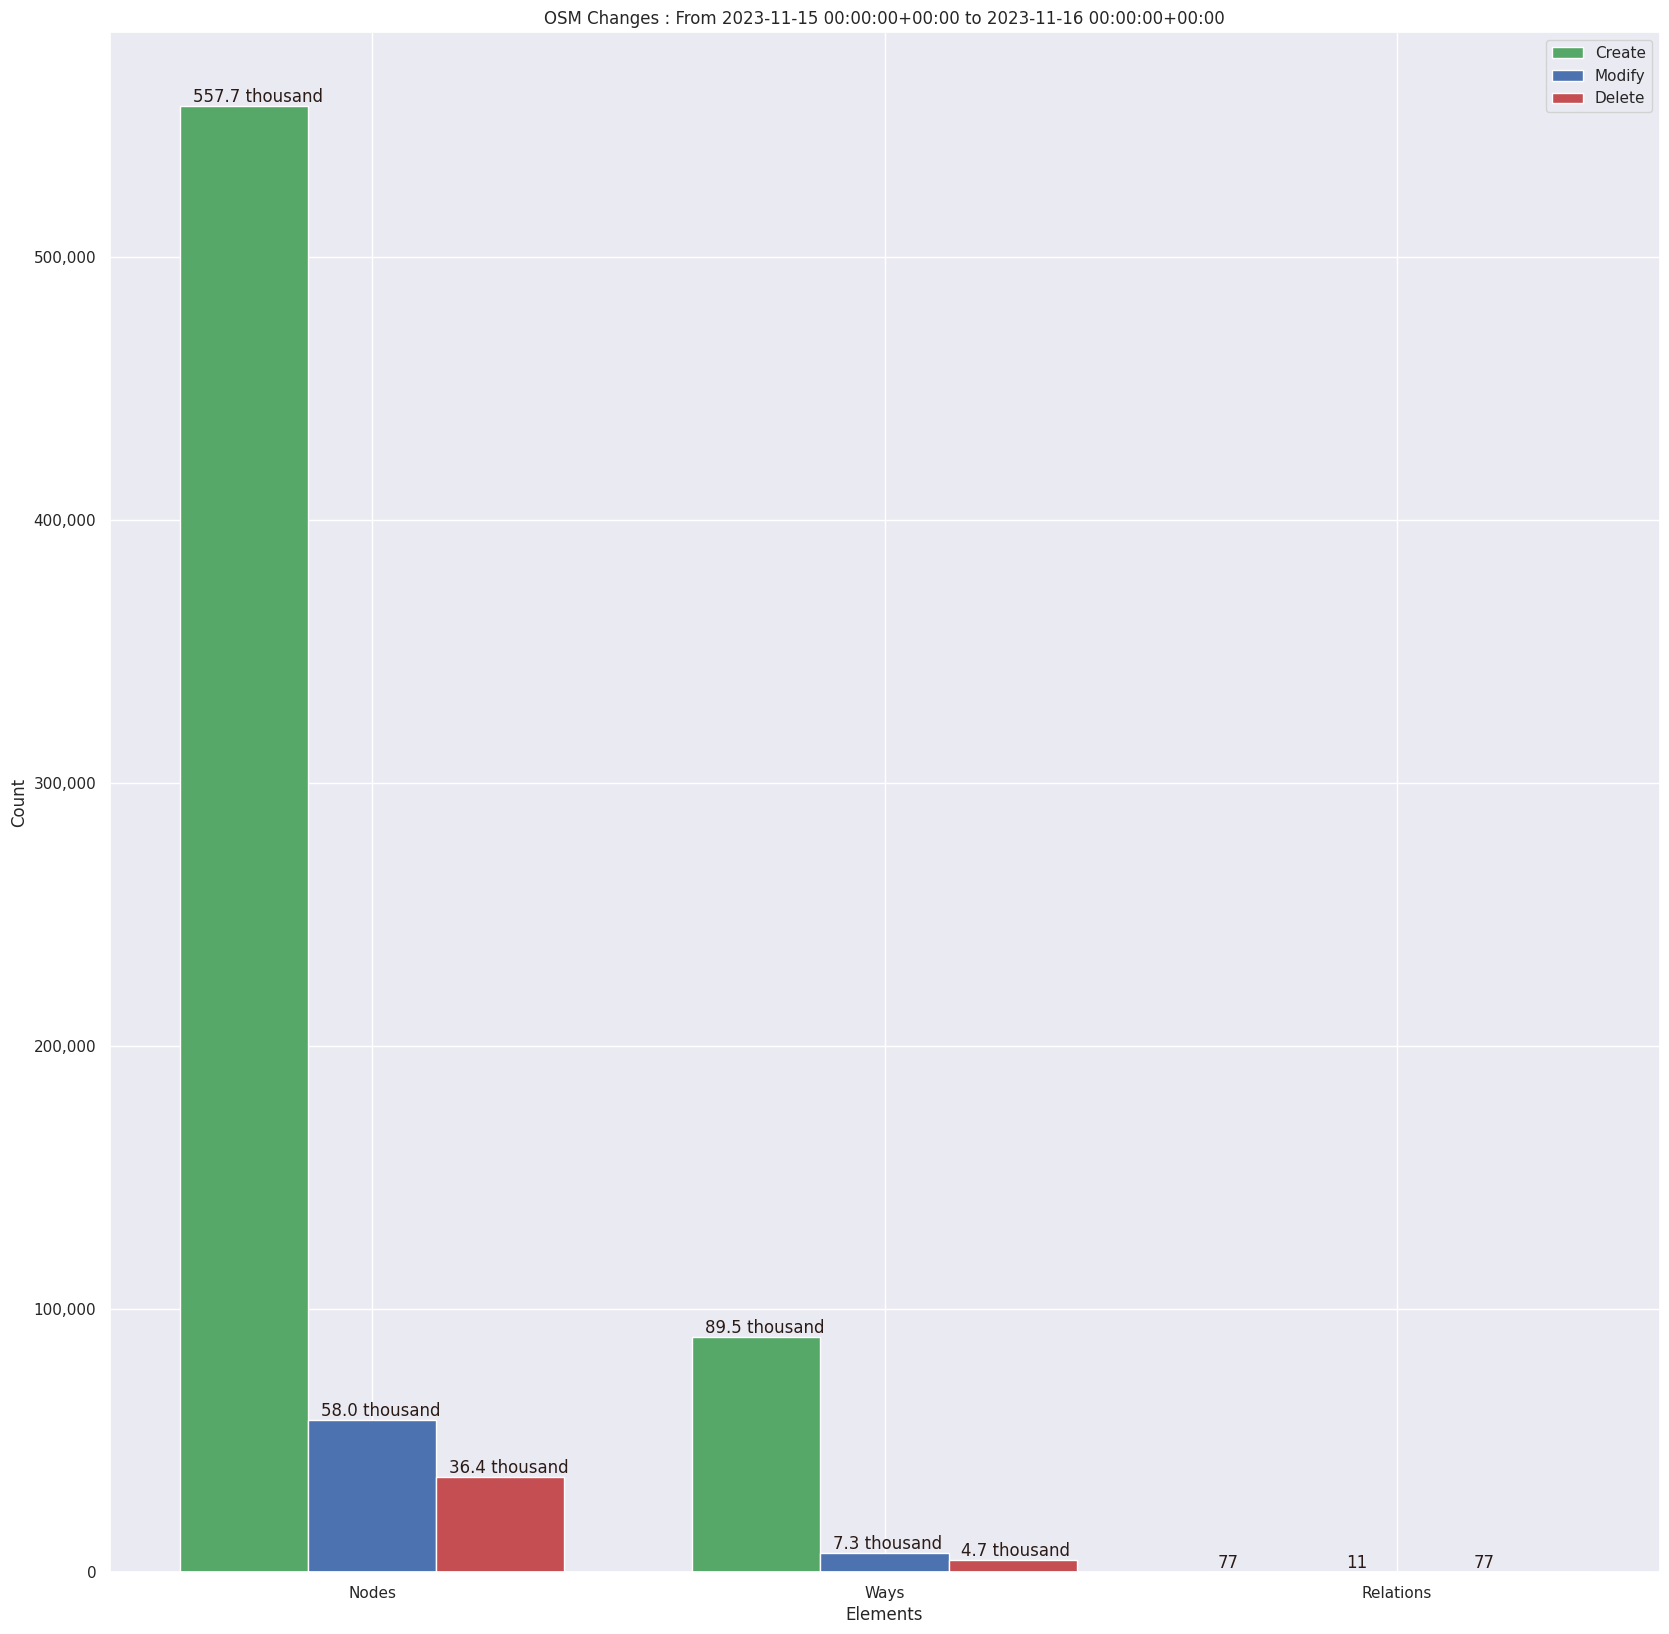 OSM Changes : From 2023-11-15 00:00:00+00:00 to 2023-11-16 00:00:00+00:00
Create
Modify
Delete
557.7 thousand
58.0 thousand
36.4 thousand
89.5 thousand
7.3 thousand
4.7 thousand
77
11
77
500,000
400,000
300,000
200,000
100,000
0
Count
Nodes
Ways
Relations
Elements